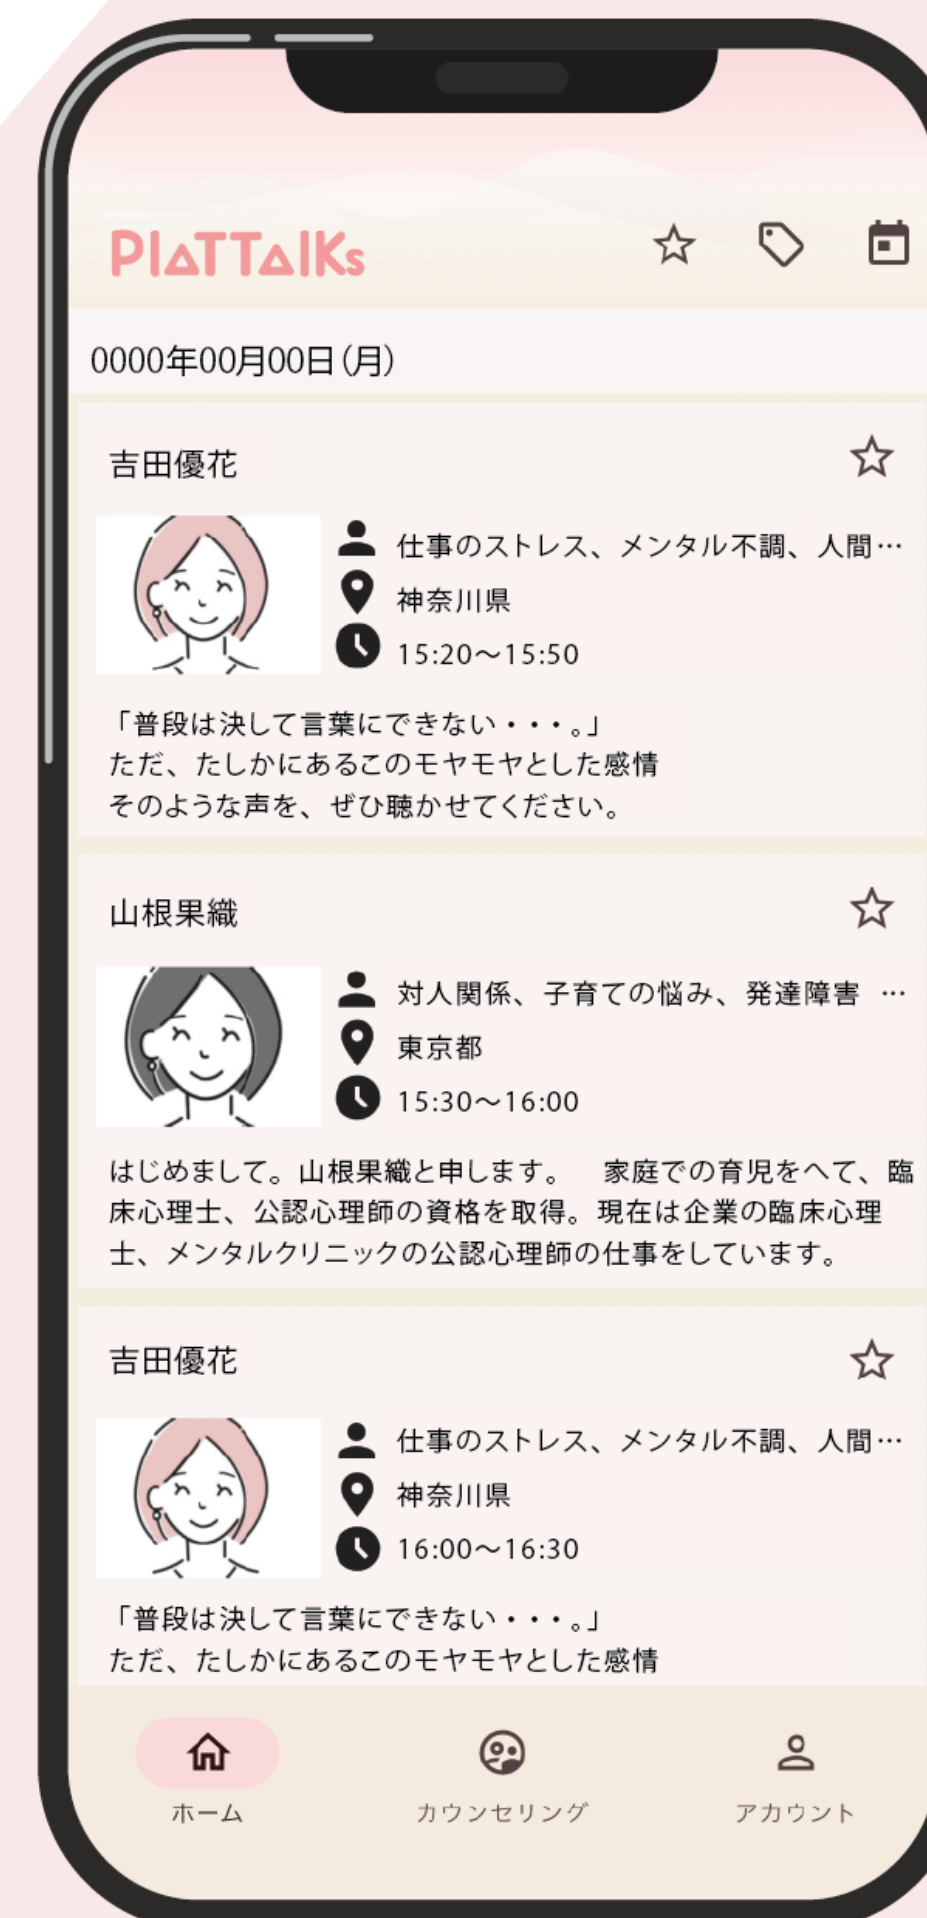 PlATTAlKs
0000年00月00日（月）
吉田優花
仕事のストレス、メンタル不調、人間…
神奈川県
15:20～15:50
「普段は決して言葉にできない・・・。」
ただ、たしかにあるこのモヤモヤとした感情
そのような声を、ぜひ聴かせてください。
山根果織
対人関係、子育ての悩み、発達障害 …
東京都
15:30～16:00
はじめまして。山根果織と申します。　家庭での育児をへて、臨
床心理士、公認心理師の資格を取得。現在は企業の臨床心理
士、メンタルクリニックの公認心理師の仕事をしています。
吉田優花
仕事のストレス、メンタル不調、人間…
神奈川県
16:00～16:30
「普段は決して言葉にできない・・・。」
ただ、たしかにあるこのモヤモヤとした感情
ホーム
カウンセリング
アカウント